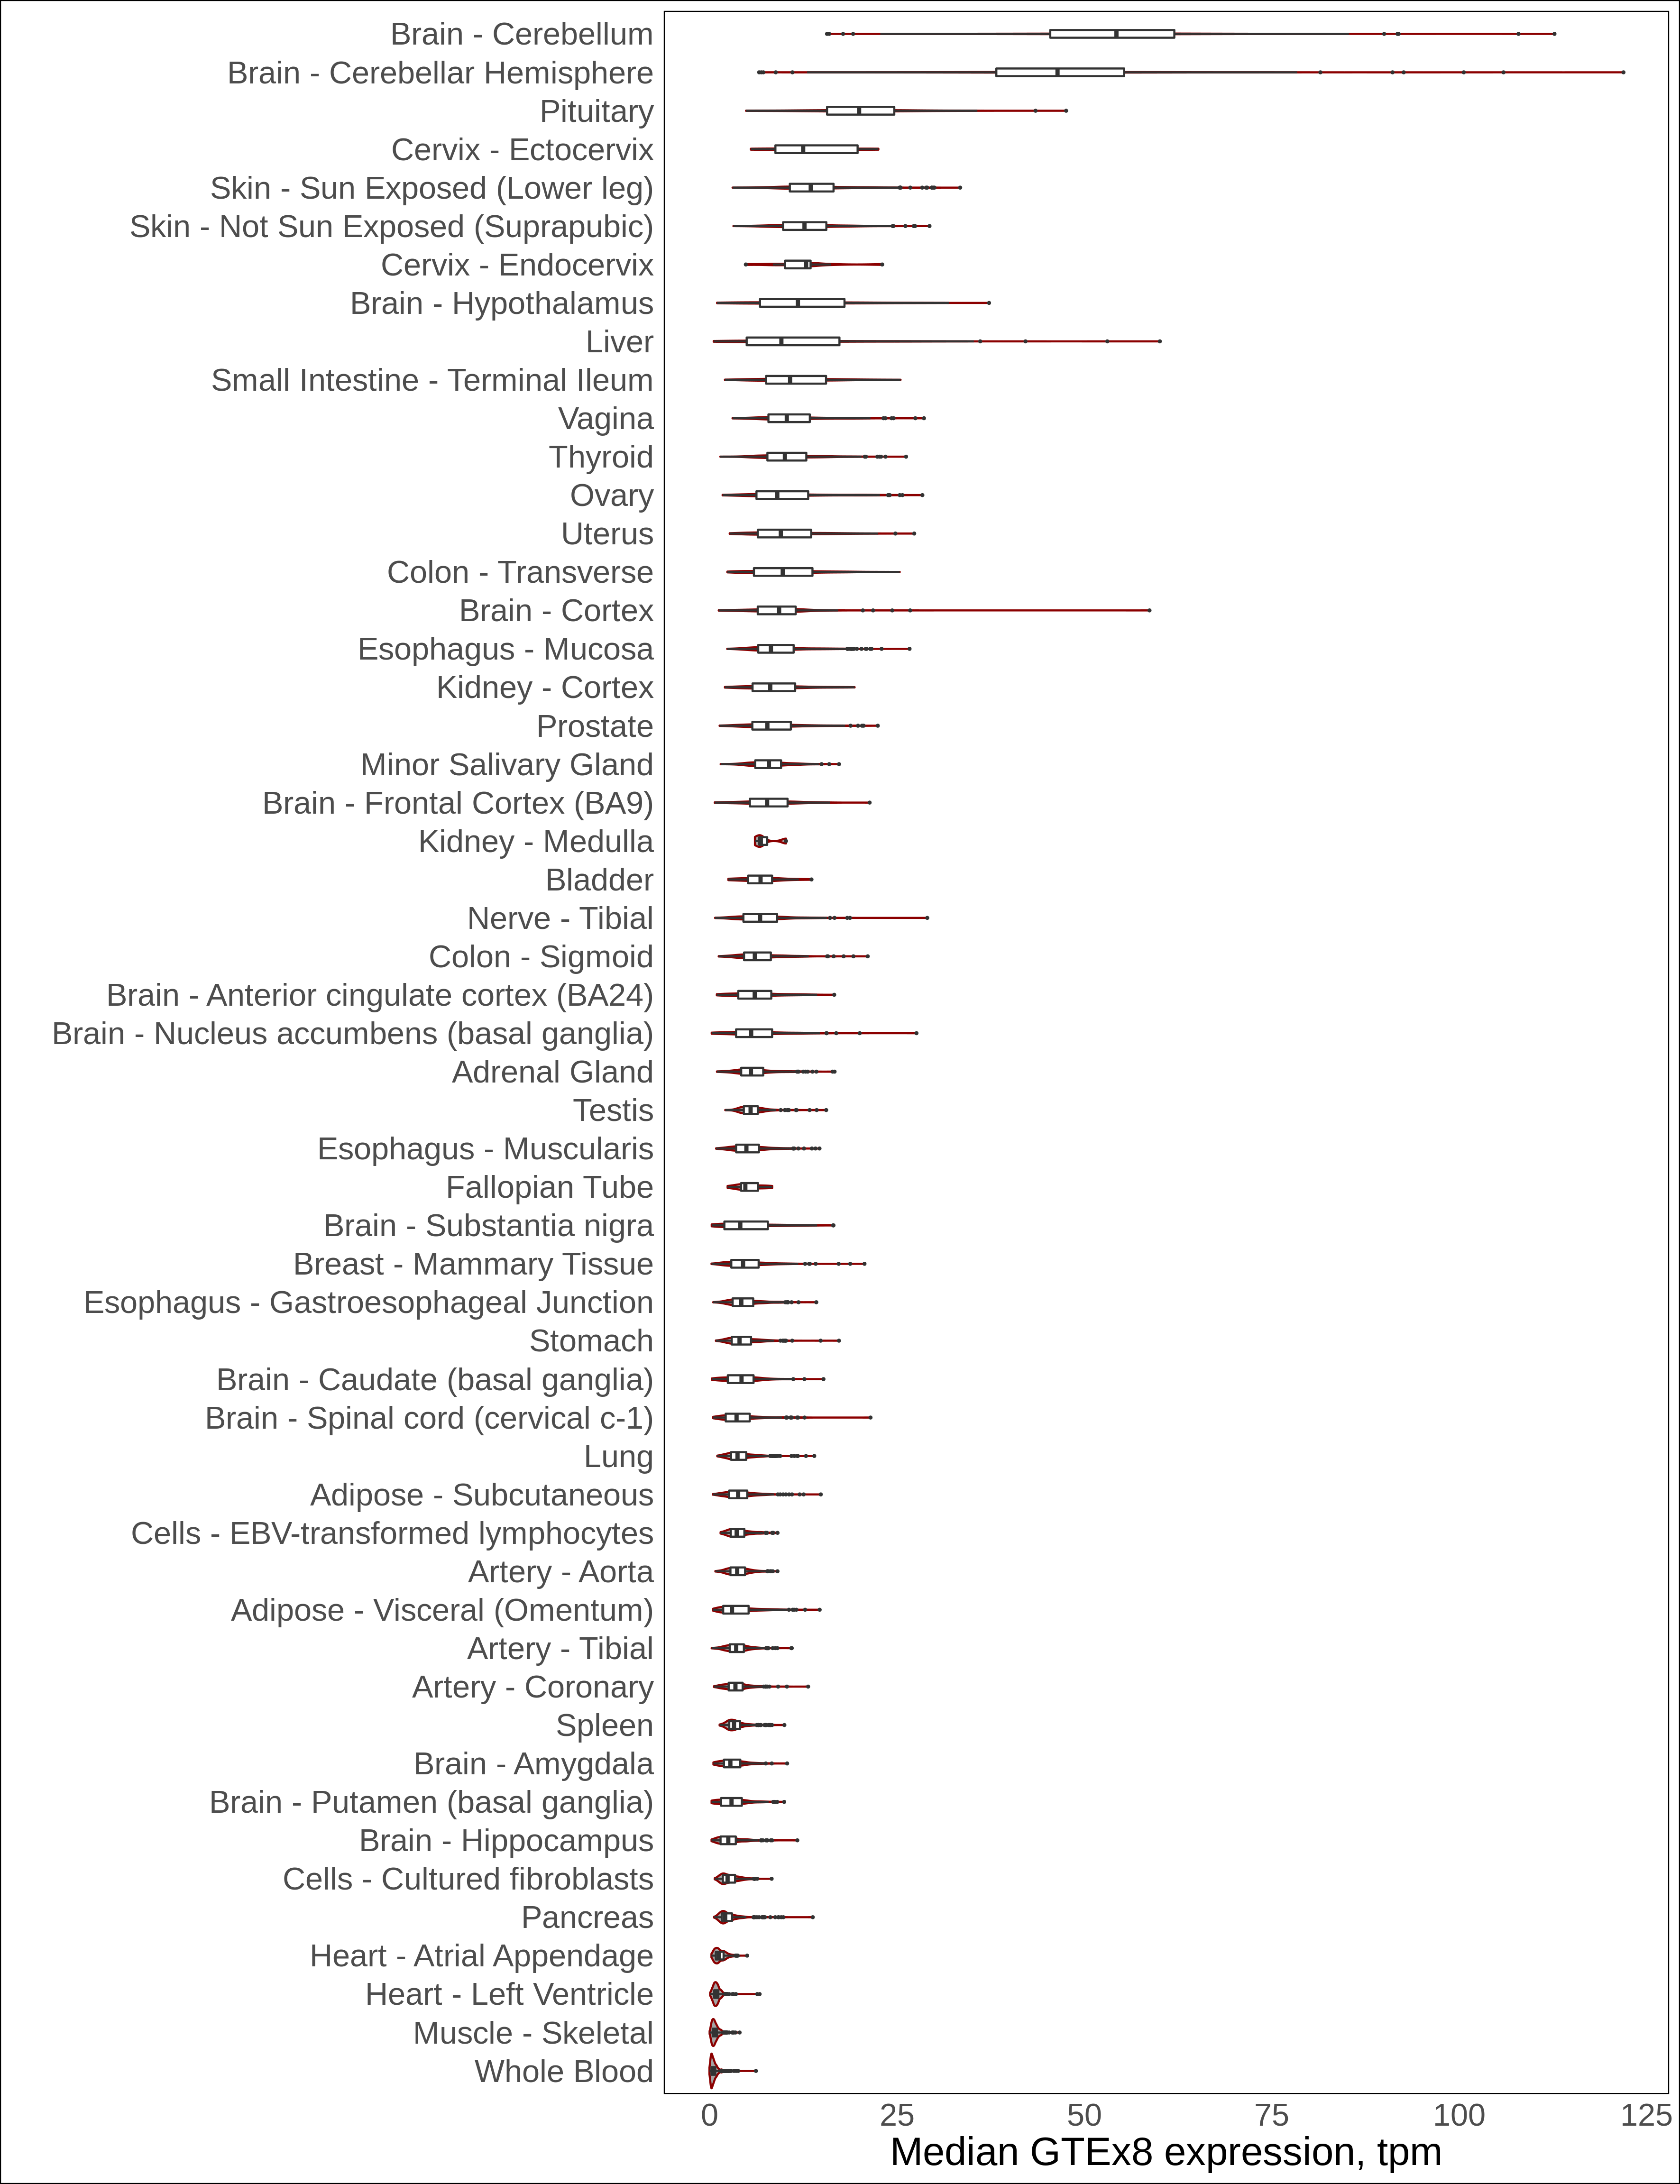 Brain - Cerebellum
Brain - Cerebellar Hemisphere
Pituitary
Cervix - Ectocervix
Skin - Sun Exposed (Lower leg)
Skin - Not Sun Exposed (Suprapubic)
Cervix - Endocervix
Brain - Hypothalamus
Liver
Small Intestine - Terminal Ileum
Vagina
Thyroid
Ovary
Uterus
Colon - Transverse
Brain - Cortex
Esophagus - Mucosa
Kidney - Cortex
Prostate
Minor Salivary Gland
Brain - Frontal Cortex (BA9)
Kidney - Medulla
Bladder
Nerve - Tibial
Colon - Sigmoid
Brain - Anterior cingulate cortex (BA24)
Brain - Nucleus accumbens (basal ganglia)
Adrenal Gland
Testis
Esophagus - Muscularis
Fallopian Tube
Brain - Substantia nigra
Breast - Mammary Tissue
Esophagus - Gastroesophageal Junction
Stomach
Brain - Caudate (basal ganglia)
Brain - Spinal cord (cervical c-1)
Lung
Adipose - Subcutaneous
Cells - EBV-transformed lymphocytes
Artery - Aorta
Adipose - Visceral (Omentum)
Artery - Tibial
Artery - Coronary
Spleen
Brain - Amygdala
Brain - Putamen (basal ganglia)
Brain - Hippocampus
Cells - Cultured fibroblasts
Pancreas
Heart - Atrial Appendage
Heart - Left Ventricle
Muscle - Skeletal
Whole Blood
0 25 50 75 100 125
Median GTEx8 expression, tpm